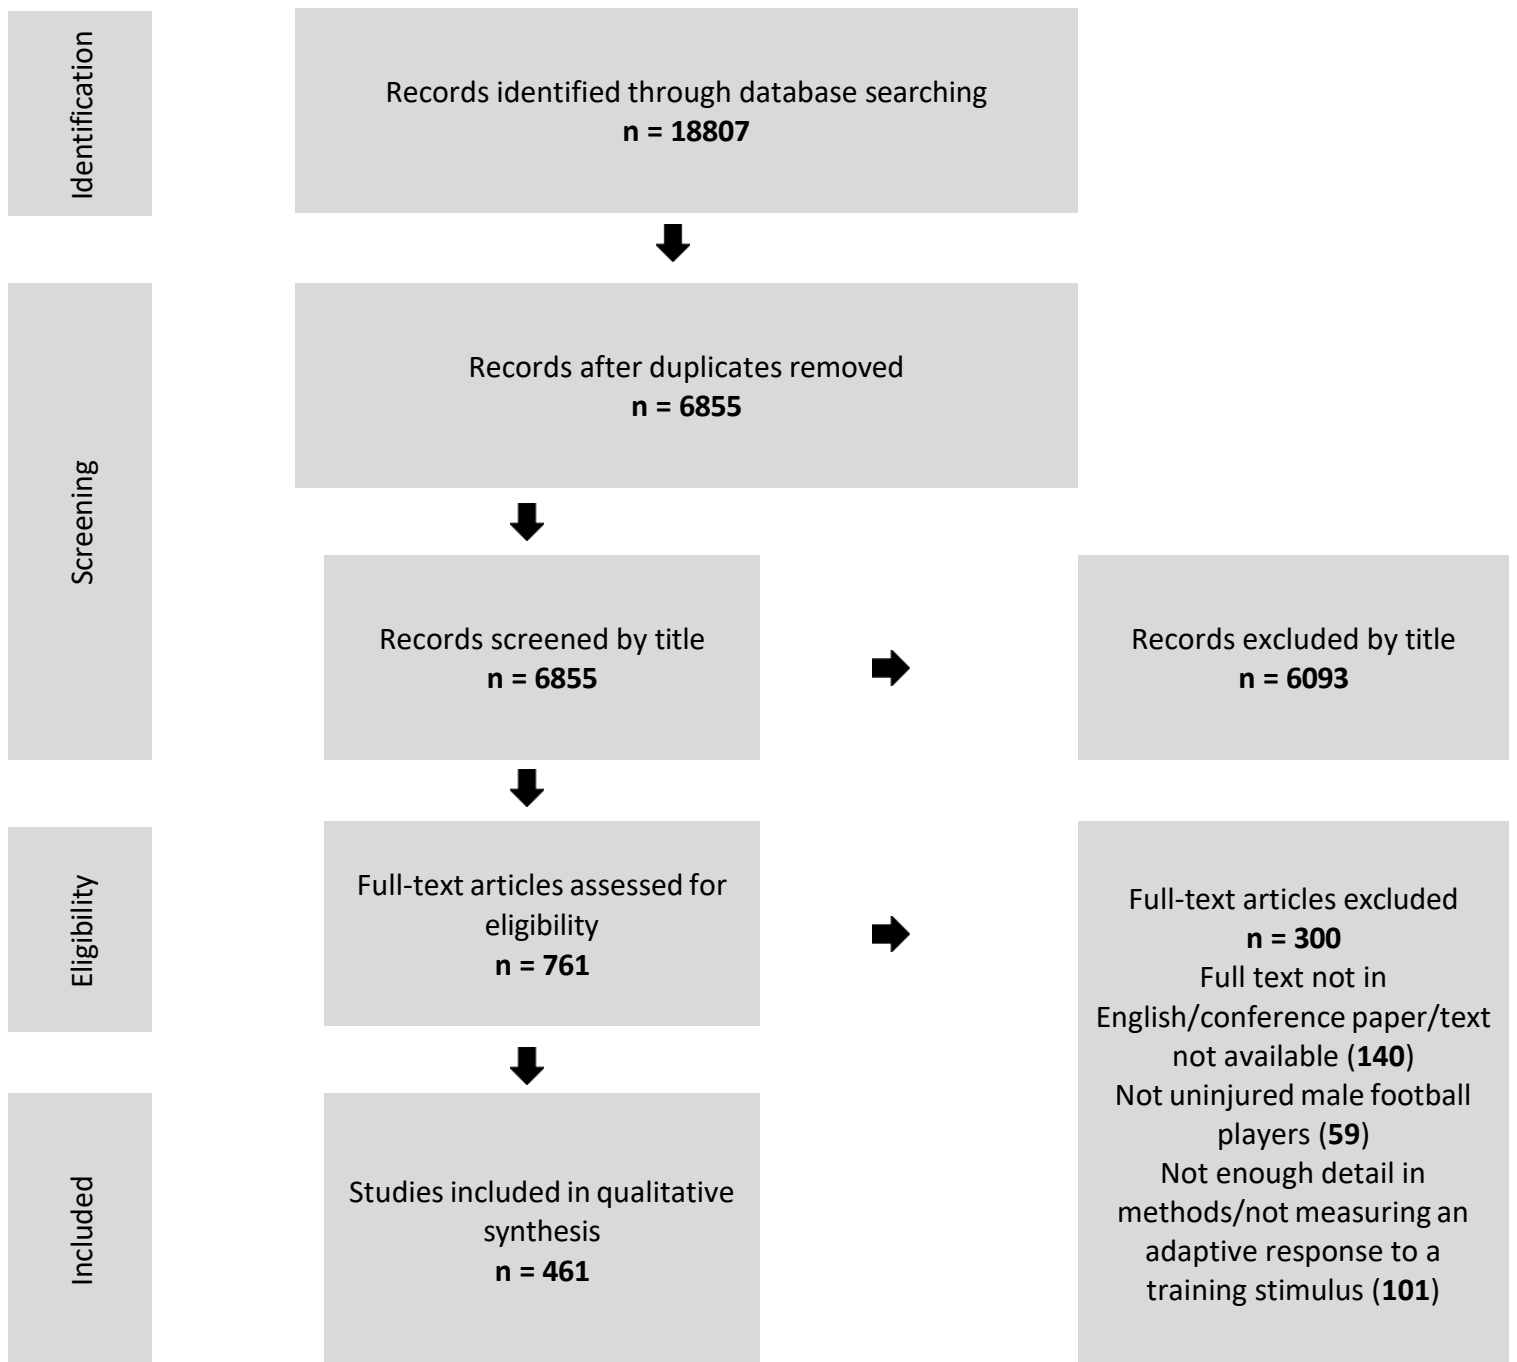 Identification
Records identified through database searching
n = 18807
Screening
Records after duplicates removed
n = 6855
Records screened by title
n = 6855
Records excluded by title
n = 6093
Eligibility
Full-text articles assessed for
eligibility
n = 761
Full-text articles excluded
n = 300
Full text not in
English/conference paper/text
not available (140)
Not uninjured male football
players (59)
Not enough detail in
methods/not measuring an
adaptive response to a
training stimulus (101)
Included
Studies included in qualitative
synthesis
n = 461